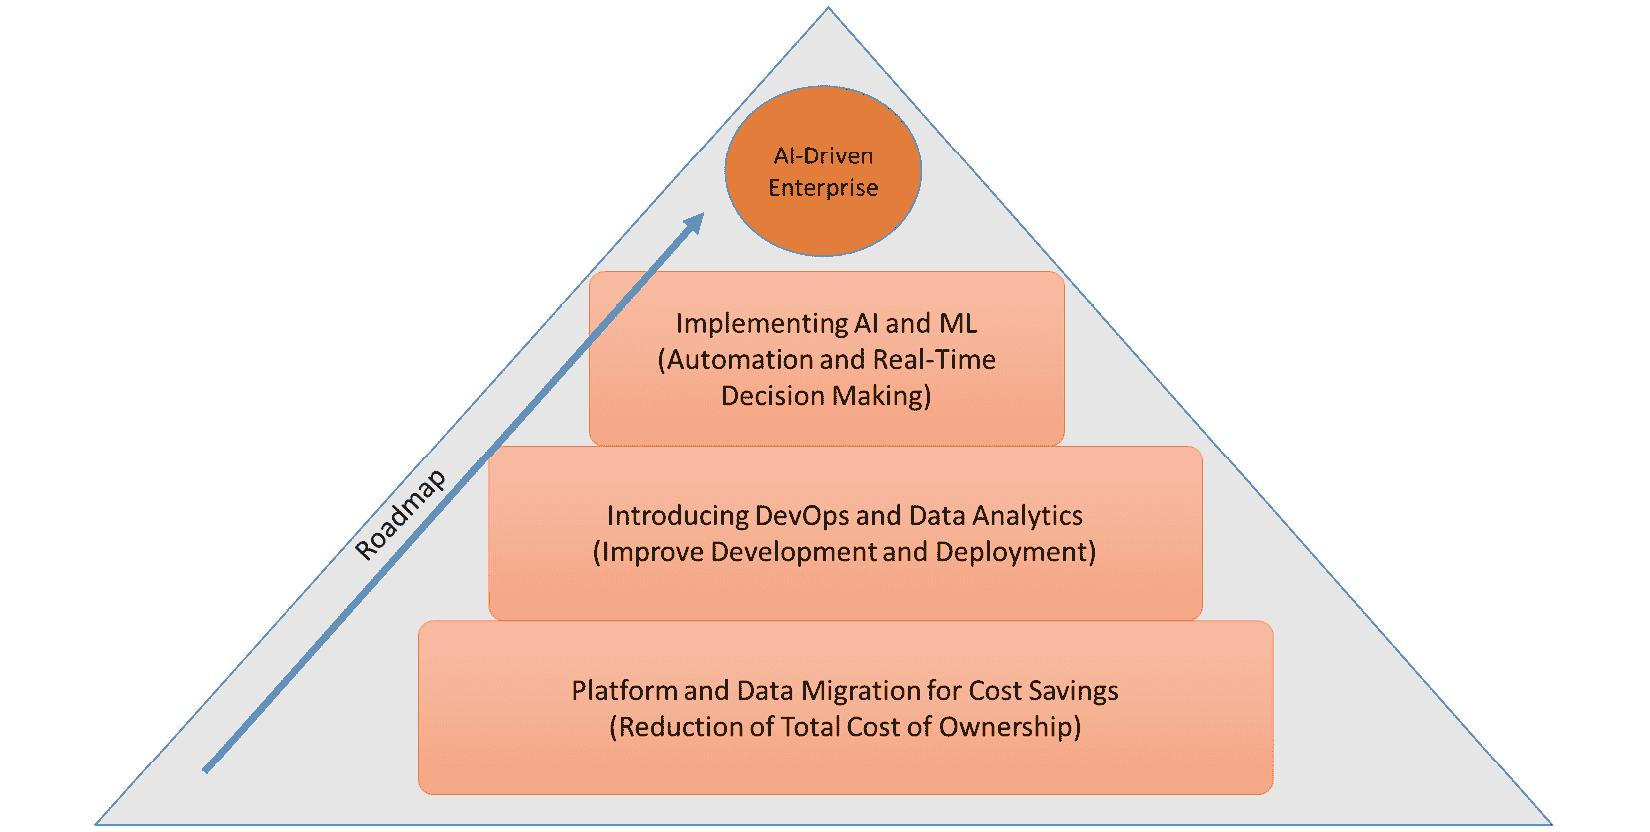 AI-Driven
Enterprise
Implementing AI and ML
(Automation and Real-Time
Decision Making)
Roadmap
Introducing DevOps and Data Analytics
(Improve Development and Deployment)
Platform and Data Migration for Cost Savings
(Reduction of Total Cost of Ownership)